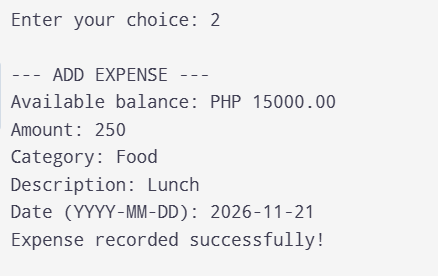 Enter your choice: 2
--- ADD EXPENSE ---
Available balance: PHP 15000.00
Amount: 250
Category: Food
Description: Lunch
Date (YYYY-MM-DD): 2026-11-21
Expense recorded successfully!